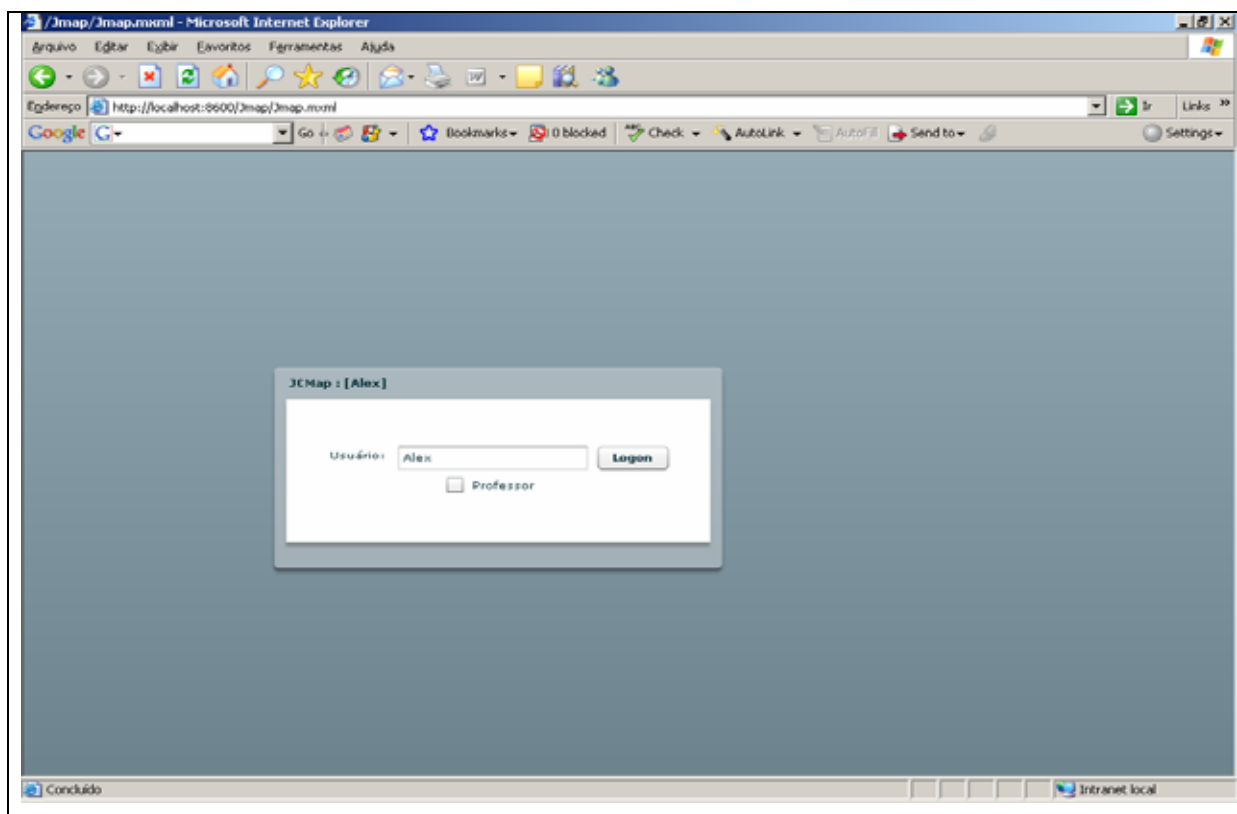 /Jmap/Jmap.mxml - Microsoft Internet Explorer
Arquivo Editar Exibir Favoritos Ferramentas Ajuda
Endereço http://localhost:8600/Jmap/Jmap.mxml Ir Links »
Google G Go Bookmarks 0 blocked ABC Check AutoLink AutoFill Send to Settings
JCMap : [Alex]
Usuário: Alex Logon
Professor
Concluído Intranet local